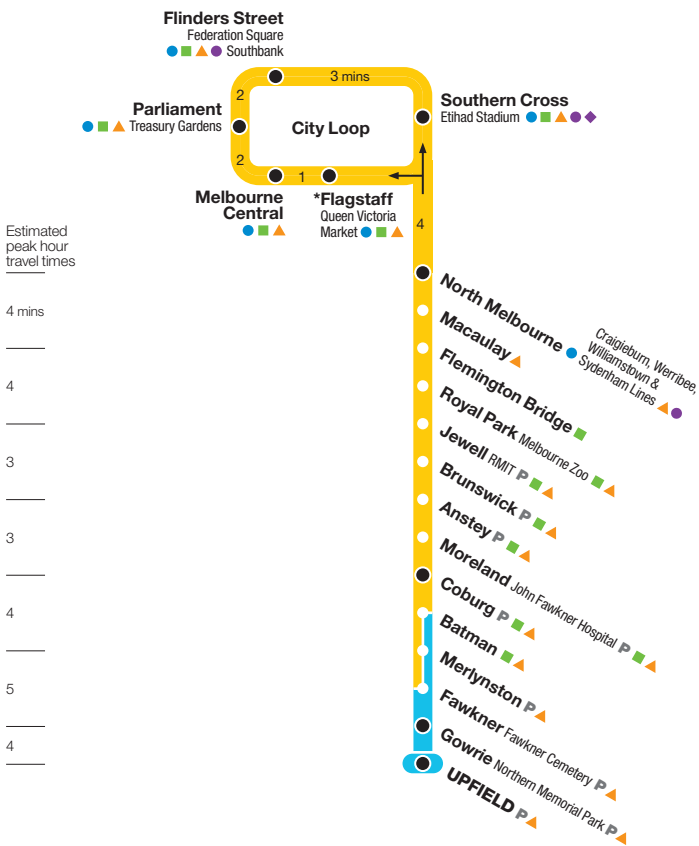 Flinders Street
Federation Square
Southbank
3 mins
2
Parliament
Treasury Gardens
City Loop
Southern Cross
Etihad Stadium
2
1
Melbourne
Central
*Flagstaff
Queen Victoria
Market
4
Estimated
peak hour
travel times
4 mins
4
3
3
4
5
4
North Melbourne
Craigieburn, Werribee,
Williamstown &
Sydenham Lines
Macaulay
Flemington Bridge
Royal Park Melbourne Zoo
Jewell RMIT P
Brunswick P
Anstey P
Moreland John Fawkner Hospital P
Coburg P
Batman
Merlynston P
Fawkner Fawkner Cemetery P
Gowrie Northern Memorial Park P
UPFIELD P